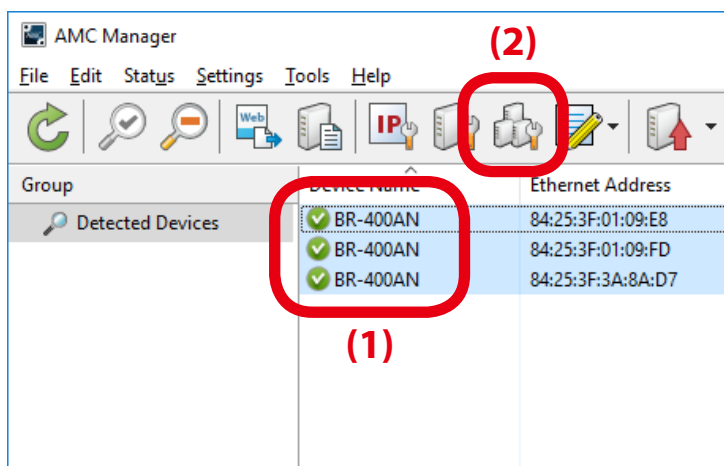 AMC Manager
(2)
File Edit Status Settings Tools Help
Web
IP
Group
Device Name
Ethernet Address
Detected Devices
BR-400AN
84:25:3F:01:09:E8
BR-400AN
84:25:3F:01:09:FD
BR-400AN
84:25:3F:3A:8A:D7
(1)